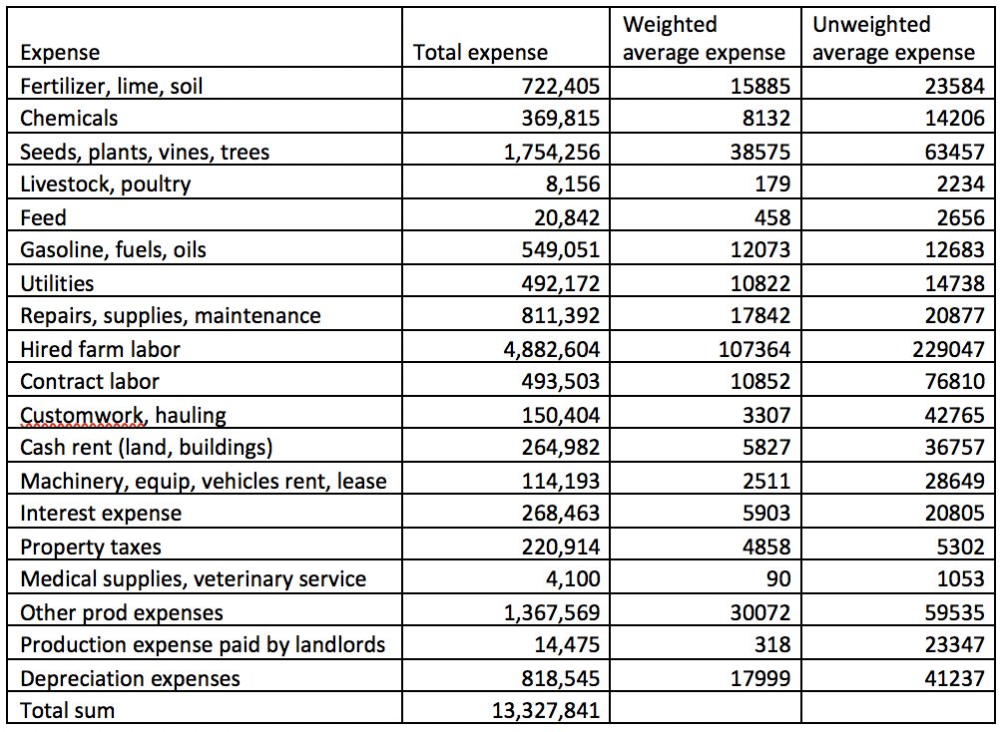 Expense Total expense Weighted average expense Unweighted average expense
Fertilizer, lime, soil 722,405 15885 23584
Chemicals 369,815 8132 14206
Seeds, plants, vines, trees 1,754,256 38575 63457
Livestock, poultry 8,156 179 2234
Feed 20,842 458 2656
Gasoline, fuels, oils 549,051 12073 12683
Utilities 492,172 10822 14738
Repairs, supplies, maintenance 811,392 17842 20877
Hired farm labor 4,882,604 107364 229047
Contract labor 493,503 10852 76810
Customwork, hauling 150,404 3307 42765
Cash rent (land, buildings) 264,982 5827 36757
Machinery, equip, vehicles rent, lease 114,193 2511 28649
Interest expense 268,463 5903 20805
Property taxes 220,914 4858 5302
Medical supplies, veterinary service 4,100 90 1053
Other prod expenses 1,367,569 30072 59535
Production expense paid by landlords 14,475 318 23347
Depreciation expenses 818,545 17999 41237
Total sum 13,327,841